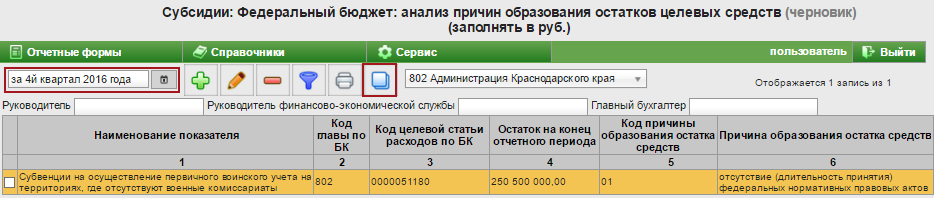 Субсидии: Федеральный бюджет: анализ причин образования остатков целевых средств (черновик)
(заполнять в руб.)
Отчетные формы Справочники Сервис пользователь Выйти
за 4й квартал 2016 года 802 Администрация Краснодарского края Отображается 1 запись из 1
Руководитель Руководитель финансово-экономической службы Главный бухгалтер
Наименование показателя
Код главы по БК
Код целевой статьи расходов по БК
Остаток на конец отчетного периода
Код причины образования остатка средств
Причина образования остатка средств
1 2 3 4 5 6
Субвенции на осуществление первичного воинского учета на
территориях, где отсутствуют военные комиссариаты
802 0000051180 250 500 000,00 01
отсутствие (длительность принятия)
федеральных нормативных правовых актов